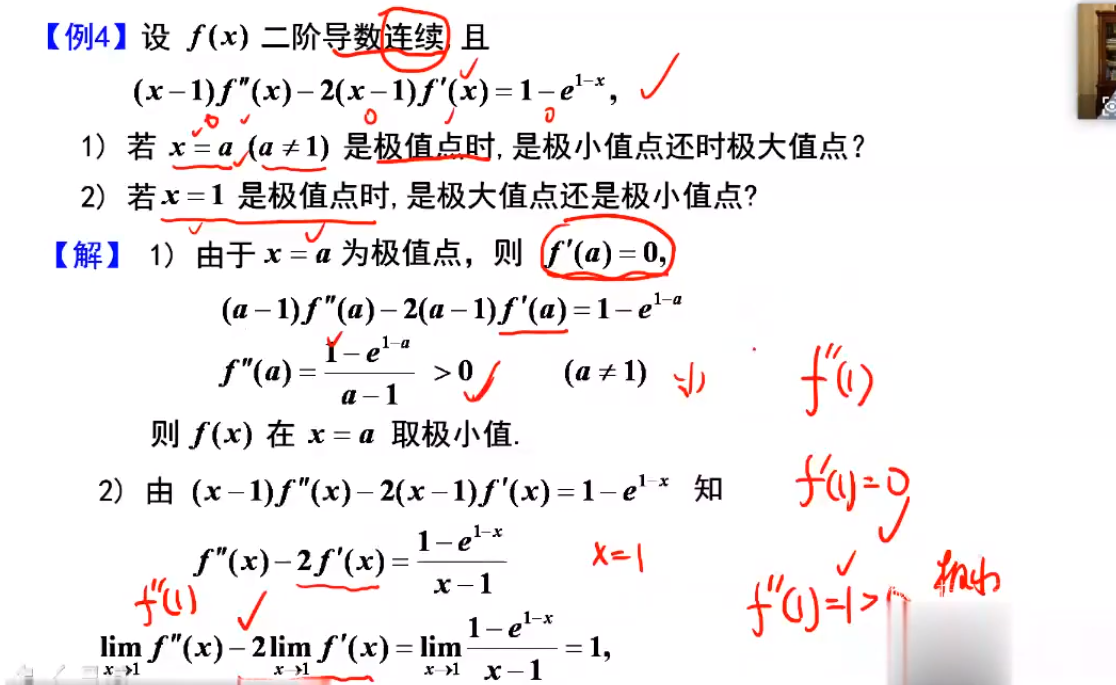 【例4】设 f(x) 二阶导数连续, 且
(x−1)f″(x)−2(x−1)f′(x)=1−e^{1−x},
0 0 0
1) 若 x=a (a≠1) 是极值点时,是极小值点还时极大值点?
2) 若x=1 是极值点时,是极大值点还是极小值点?
【解】 1) 由于 x=a 为极值点, 则 f′(a)=0,
(a−1)f″(a)−2(a−1)f′(a)=1−e^{1−a}
f″(a)=\frac{1−e^{1−a}}{a−1} >0 (a≠1) 小
f″(1)
则 f(x) 在 x=a 取极小值.
2) 由 (x−1)f″(x)−2(x−1)f′(x)=1−e^{1−x} 知
f′(1)=0
f″(x)−2f′(x)=\frac{1−e^{1−x}}{x−1}
x=1
f″(1)
f″(1)=1> 极小
\lim_{x→1} f″(x)−2\lim_{x→1} f′(x)=\lim_{x→1}\frac{1−e^{1−x}}{x−1}=1,